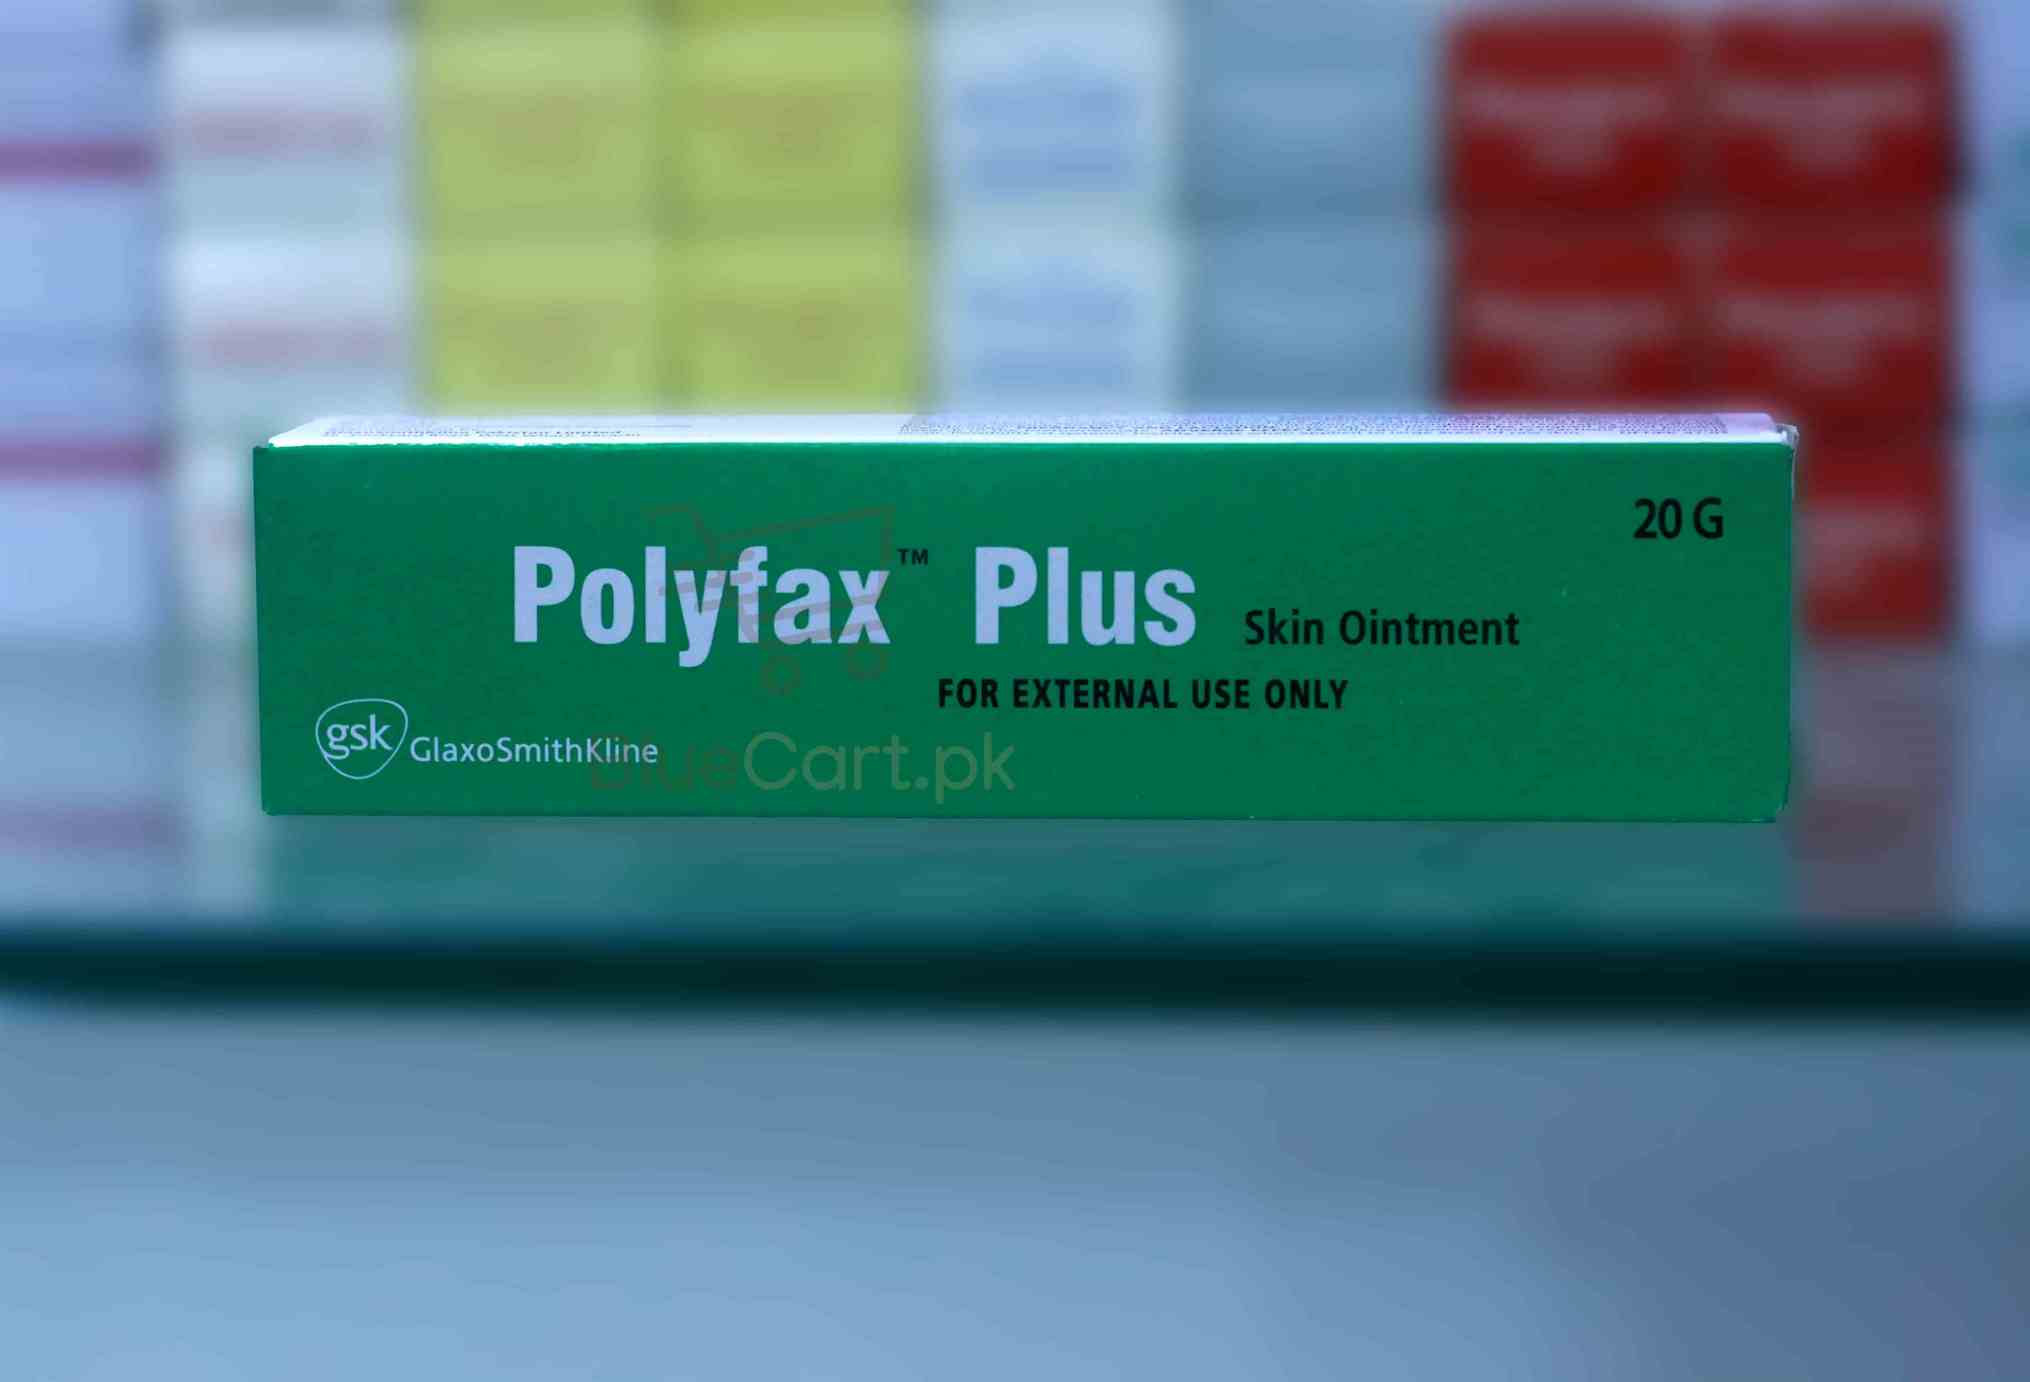 20 G
Polyfax™ Plus Skin Ointment
FOR EXTERNAL USE ONLY
gsk GlaxoSmithKline
BlueCart.pk